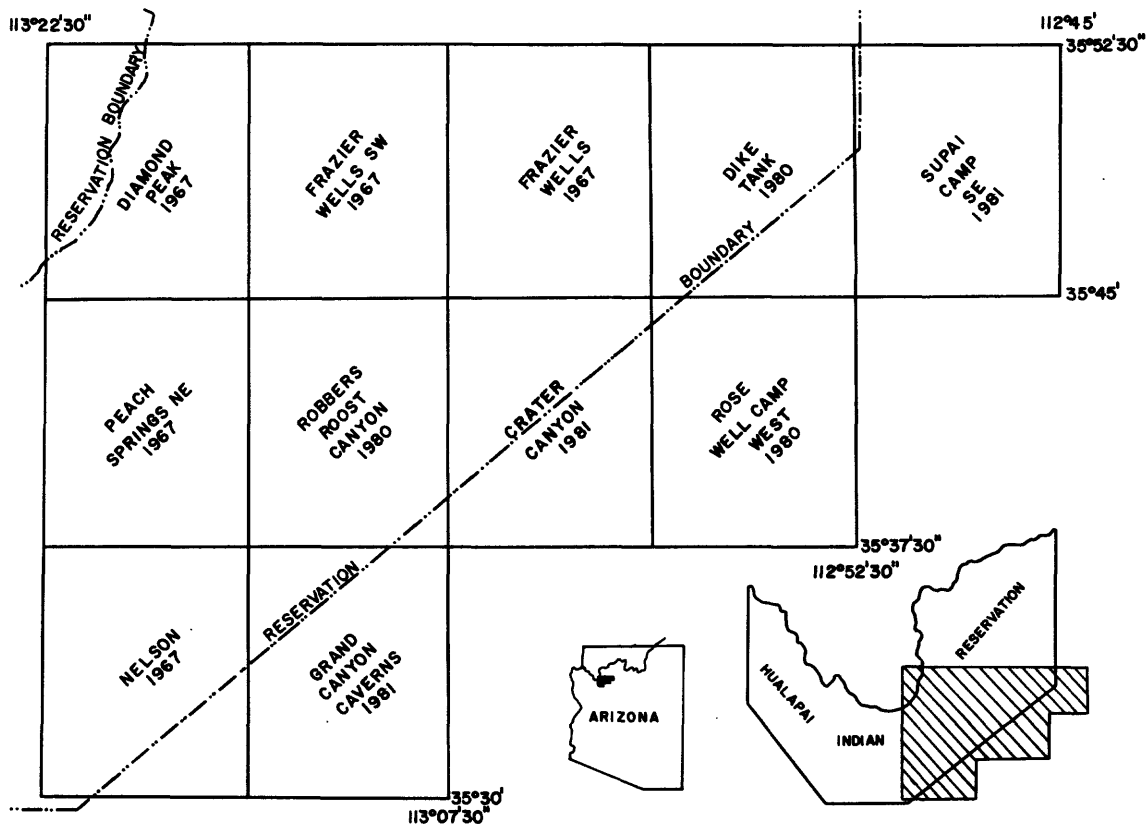 113°22'30"
112°45'
35°52'30"
RESERVATION BOUNDARY
DIAMOND
PEAK
1967
FRAZIER
WELLS SW
1967
FRAZIER
WELLS
1967
DIKE
TANK
1980
SUPAI
CAMP
SE
1981
BOUNDARY
35°45'
PEACH
SPRINGS NE
1967
ROBBERS
ROOST
CANYON
1980
CRATER
CANYON
1981
ROSE
WELL CAMP
WEST
1980
35°37'30"
112°52'30"
RESERVATION
NELSON
1967
GRAND
CANYON
CAVERNS
1981
35°30'
113°07'30"
ARIZONA
HUALAPAI
INDIAN
RESERVATION